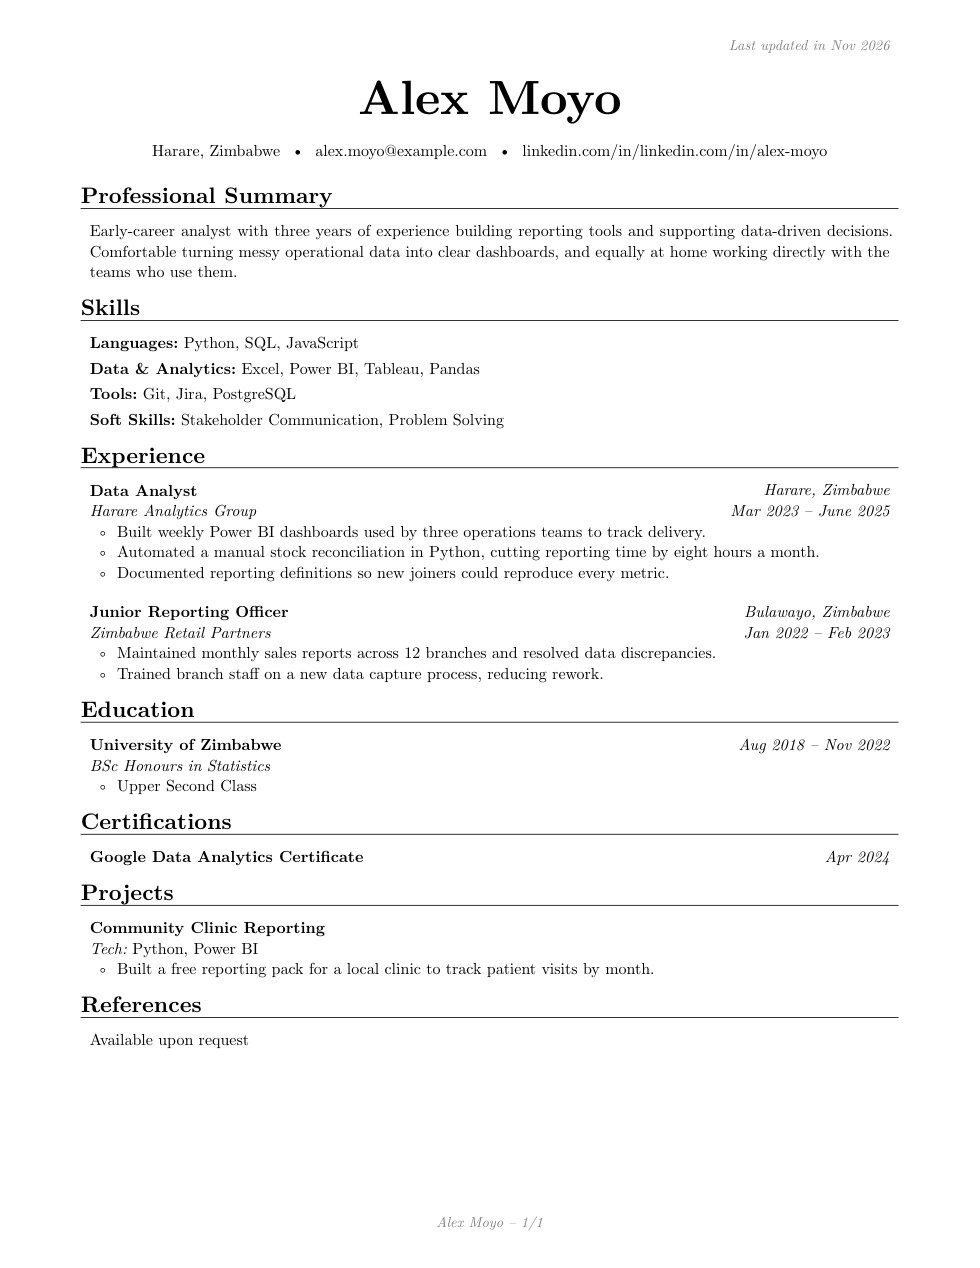 Last updated in Nov 2026
Alex Moyo
Harare, Zimbabwe • alex.moyo@example.com • linkedin.com/in/linkedin.com/in/alex-moyo
Professional Summary
Early-career analyst with three years of experience building reporting tools and supporting data-driven decisions.
Comfortable turning messy operational data into clear dashboards, and equally at home working directly with the
teams who use them.
Skills
Languages: Python, SQL, JavaScript
Data & Analytics: Excel, Power BI, Tableau, Pandas
Tools: Git, Jira, PostgreSQL
Soft Skills: Stakeholder Communication, Problem Solving
Experience
Data Analyst Harare, Zimbabwe
Harare Analytics Group Mar 2023 – June 2025
◦ Built weekly Power BI dashboards used by three operations teams to track delivery.
◦ Automated a manual stock reconciliation in Python, cutting reporting time by eight hours a month.
◦ Documented reporting definitions so new joiners could reproduce every metric.
Junior Reporting Officer Bulawayo, Zimbabwe
Zimbabwe Retail Partners Jan 2022 – Feb 2023
◦ Maintained monthly sales reports across 12 branches and resolved data discrepancies.
◦ Trained branch staff on a new data capture process, reducing rework.
Education
University of Zimbabwe Aug 2018 – Nov 2022
BSc Honours in Statistics
◦ Upper Second Class
Certifications
Google Data Analytics Certificate Apr 2024
Projects
Community Clinic Reporting
Tech: Python, Power BI
◦ Built a free reporting pack for a local clinic to track patient visits by month.
References
Available upon request
Alex Moyo – 1/1